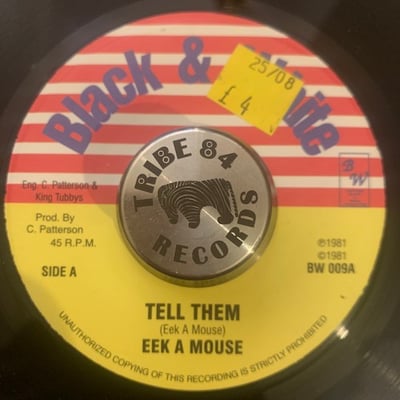 Black & White
25/08
£4
TRIBE 84
RECORDS
Eng. C. Patterson &
King Tubbys
Prod. By
C. Patterson
45 R.P.M.
SIDE A
B
W
℗1981
©1981
BW 009A
TELL THEM
(Eek A Mouse)
EEK A MOUSE
UNAUTHORIZED COPYING OF THIS RECORDING IS STRICTLY PROHIBITED